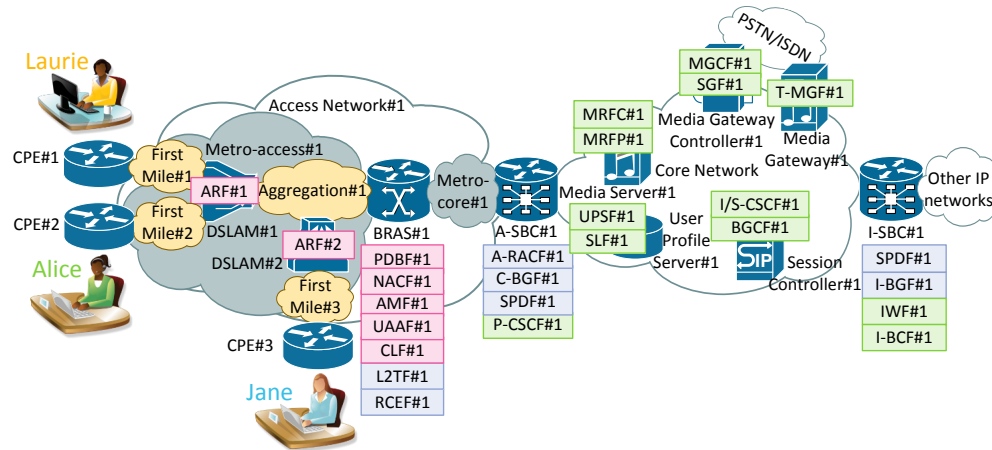 Laurie
CPE#1
CPE#2
Alice
Access Network#1
First
Mile#1
Metro-access#1
ARF#1
Aggregation#1
First
Mile#2
DSLAM#1
DSLAM#2
ARF#2
First
Mile#3
CPE#3
Jane
BRAS#1
PDBF#1
NACF#1
AMF#1
UAAF#1
CLF#1
L2TF#1
RCEF#1
Metro-
core#1
A-SBC#1
A-RACF#1
C-BGF#1
SPDF#1
P-CSCF#1
PSTN/ISDN
MGCF#1
SGF#1
Media Gateway
Controller#1
T-MGF#1
Media
Gateway#1
MRFC#1
MRFP#1
Media Server#1
Core Network
UPSF#1
SLF#1
User
Profile
Server#1
I/S-CSCF#1
BGCF#1
SIP
Session
Controller#1
I-SBC#1
SPDF#1
I-BGF#1
IWF#1
I-BCF#1
Other IP
networks